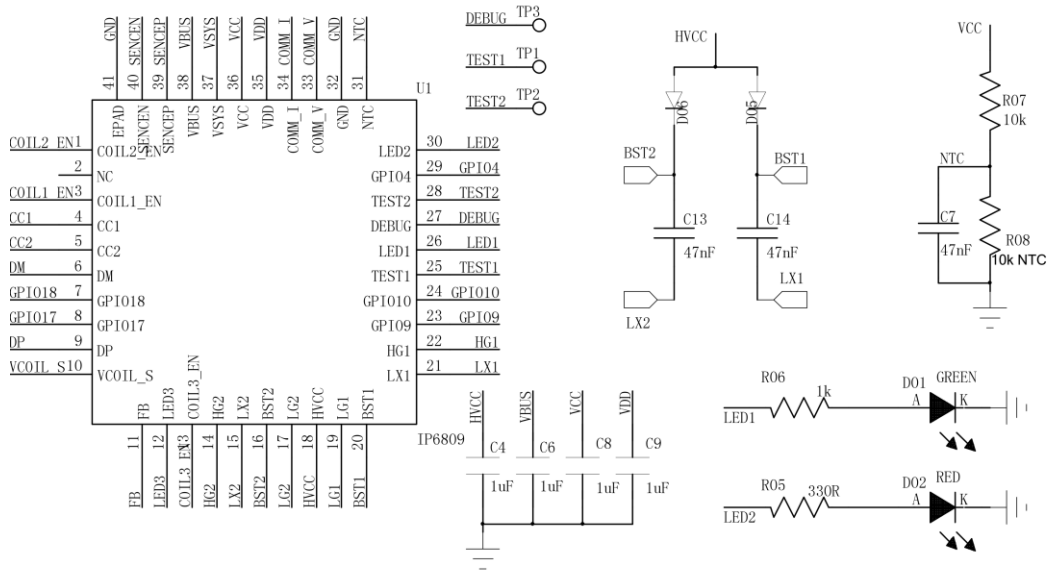 GND
SENCEN
SENCEP
VBUS
VSYS
VCC
VDD
COMM_I
COMM_V
GND
NTC
41
40
39
38
37
36
35
34
33
32
31
U1
EPAD
SENCEN
SENCEP
VBUS
VSYS
VCC
VDD
COMM_I
COMM_V
GND
NTC
COIL2_EN 1 COIL2_EN
2 NC
COIL1_EN 3 COIL1_EN
CC1 4 CC1
CC2 5 CC2
DM 6 DM
GPIO18 7 GPIO18
GPIO17 8 GPIO17
DP 9 DP
VCOIL_S 10 VCOIL_S
LED2 30 LED2
GPIO4 29 GPIO4
TEST2 28 TEST2
DEBUG 27 DEBUG
LED1 26 LED1
TEST1 25 TEST1
GPIO10 24 GPIO10
GPIO9 23 GPIO9
HG1 22 HG1
LX1 21 LX1
FB
LED3
COIL3_EN
HG2
LX2
BST2
LG2
HVCC
LG1
BST1
IP6809
11
12
13
14
15
16
17
18
19
20
FB
LED3
COIL3_EN
HG2
LX2
BST2
LG2
HVCC
LG1
BST1
DEBUG TP3
TEST1 TP1
TEST2 TP2
HVCC
D06
D05
BST2
BST1
C13
47nF
C14
47nF
LX1
LX2
VCC
R07
10k
NTC
C7
47nF
R08
10k NTC
HVCC
VBUS
VCC
VDD
C4
1uF
C6
1uF
C8
1uF
C9
1uF
R06
1k
D01
GREEN
A
K
LED1
R05
330R
D02
RED
A
K
LED2